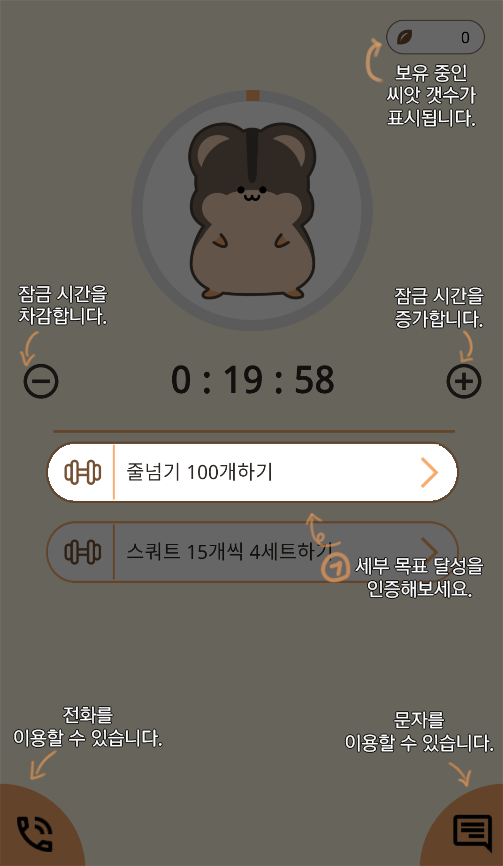 0
보유 중인
씨앗 갯수가
표시됩니다.
잠금 시간을
차감합니다.
잠금 시간을
증가합니다.
0 : 19 : 58
줄넘기 100개하기
스쿼트 15개씩 4세트하기
1
세부 목표 달성을
인증해보세요.
전화를
이용할 수 있습니다.
문자를
이용할 수 있습니다.